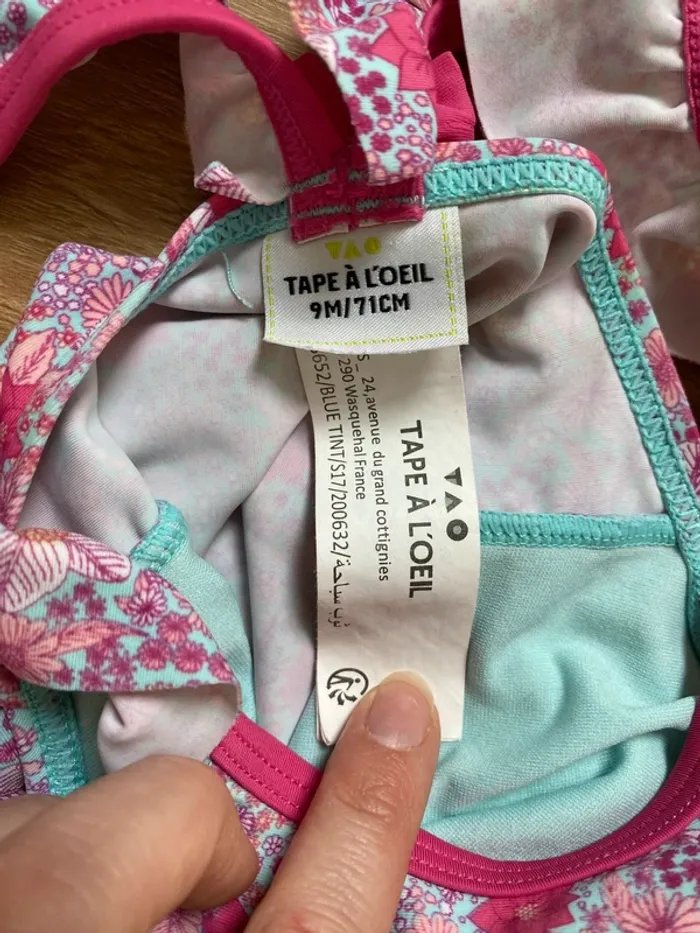 TAO
TAPE À L'OEIL
9M/71CM
TAO
TAPE À L'OEIL
24,avenue du grand cottignies
290 Wasquehal France
652/BLUE TINT/S17/200632/ثوب سباحة